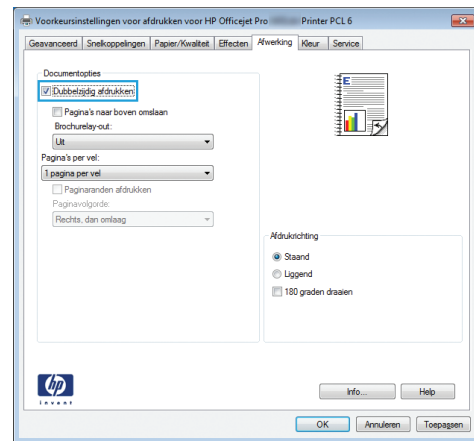 Voorkeursinstellingen voor afdrukken voor HP Officejet Pro Printer PCL 6
Geavanceerd Snelkoppelingen Papier/Kwaliteit Effecten Afwerking Kleur Service
Documentopties
Dubbelzijdig afdrukken
Pagina's naar boven omslaan
Brochurelay-out:
Uit
Pagina's per vel:
1 pagina per vel
Paginaranden afdrukken
Paginavolgorde:
Rechts, dan omlaag
E
Afdrukrichting
Staand
Liggend
180 graden draaien
hp
invent
Info... Help
OK Annuleren Toepassen